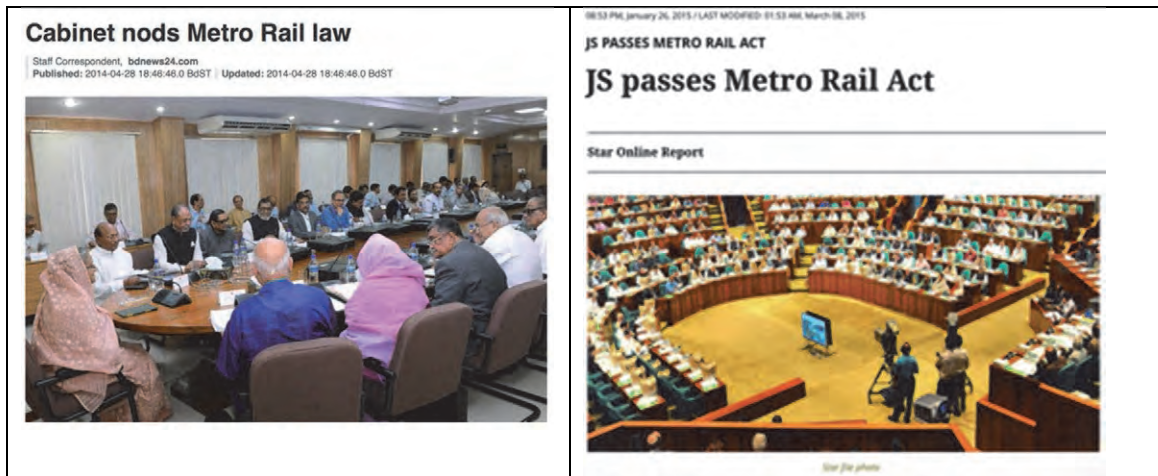 Cabinet nods Metro Rail law
Staff Correspondent, bdnews24.com
Published: 2014-04-28 18:46:46.0 BdST Updated: 2014-04-28 18:46:46.0 BdST
08:53 PM, January 26, 2015 / LAST MODIFIED: 01:53 AM, March 08, 2015
JS PASSES METRO RAIL ACT
JS passes Metro Rail Act
Star Online Report
Star file photo